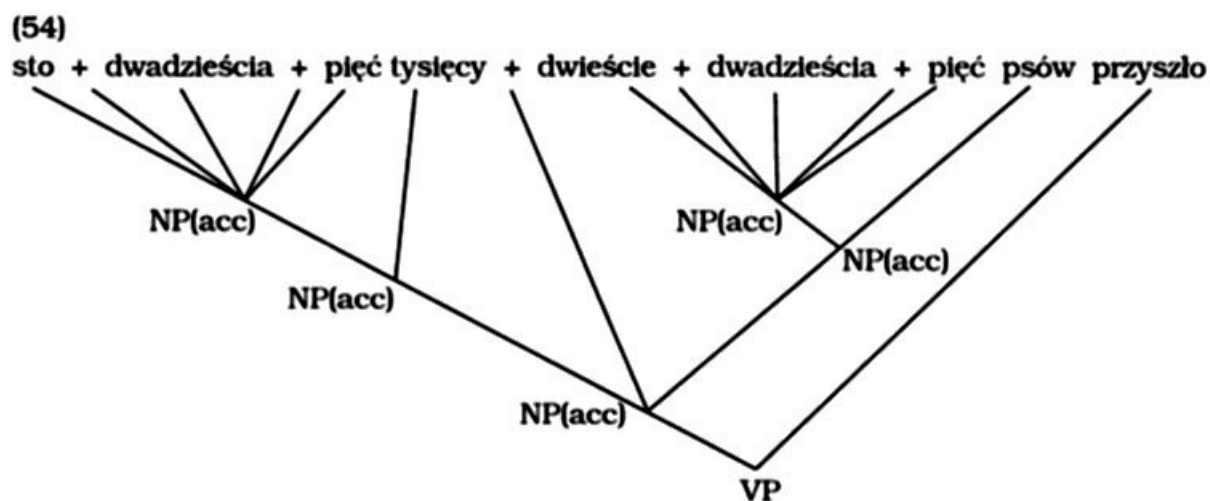 (54)
sto + dwadzieścia + pięć tysięcy + dwieście + dwadzieścia + pięć psów przyszło
NP(acc) NP(acc)
NP(acc)
NP(acc)
NP(acc)
VP